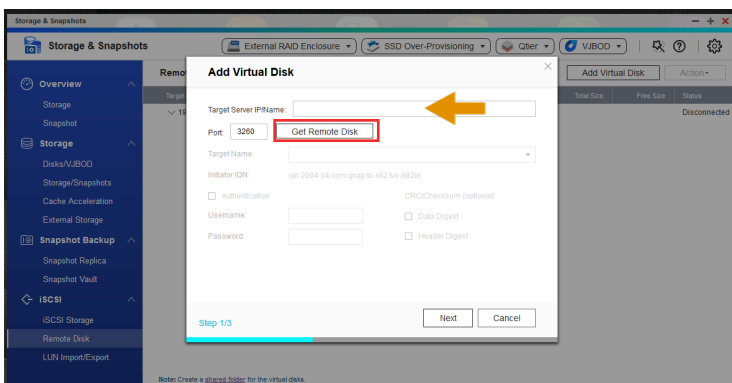 Storage & Snapshots
Storage & Snapshots
External RAID Enclosure
SSD Over-Provisioning
Qtier
VJBOD
Overview
Storage
Snapshot
Storage
Disks/VJBOD
Storage/Snapshots
Cache Acceleration
External Storage
Snapshot Backup
Snapshot Replica
Snapshot Vault
iSCSI
iSCSI Storage
Remote Disk
LUN Import/Export
Remo
Add Virtual Disk
Action
Target
Total Size Free Size Status
19
Disconnected
Add Virtual Disk
Target Server IP/Name:
Port: 3260 Get Remote Disk
Target Name:
Initiator IQN:
Authentication CRC/Checksum (optional)
Username: Data Digest
Password: Header Digest
Step 1/3
Next Cancel
Note: Create a shared folder for the virtual disks.